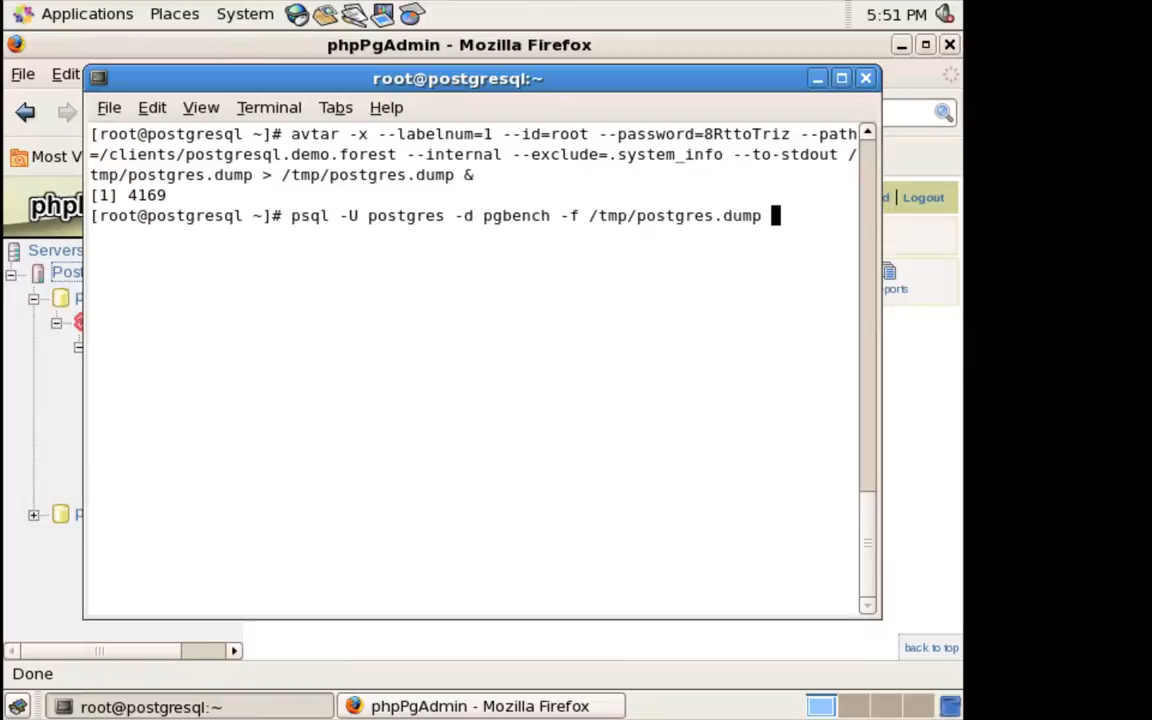 Applications Places System 5:51 PM
phpPgAdmin - Mozilla Firefox
File Edit
root@postgresql:~
File Edit View Terminal Tabs Help
Most V
[root@postgresql ~]# avtar -x --labelnum=1 --id=root --password=8RttoTriz --path
=/clients/postgresql.demo.forest --internal --exclude=.system_info --to-stdout /
tmp/postgres.dump > /tmp/postgres.dump &
[1] 4169
[root@postgresql ~]# psql -U postgres -d pgbench -f /tmp/postgres.dump
php
d | Logout
Servers
Post
ports
p
p
back to top
Done
root@postgresql:~ phpPgAdmin - Mozilla Firefox